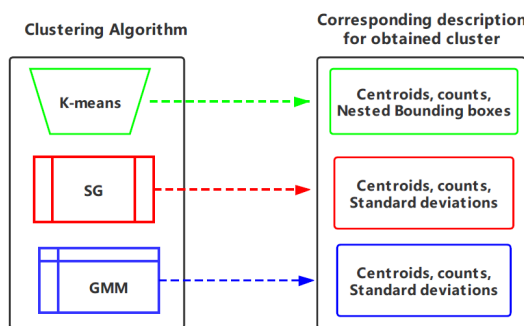 Clustering Algorithm
Corresponding description
for obtained cluster
K-means
Centroids, counts,
Nested Bounding boxes
SG
Centroids, counts,
Standard deviations
GMM
Centroids, counts,
Standard deviations